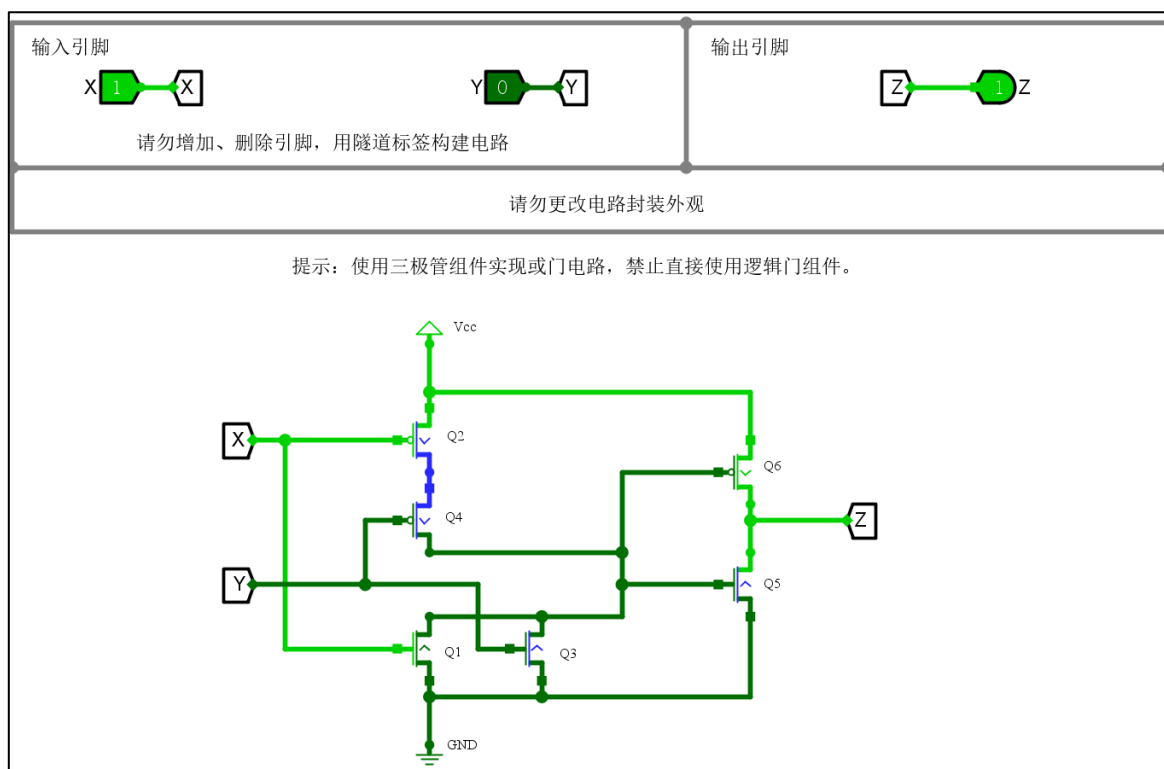 输入引脚
输出引脚
X 1 X
Y 0 Y
Z 1 Z
请勿增加、删除引脚，用隧道标签构建电路
请勿更改电路封装外观
提示：使用三极管组件实现或门电路，禁止直接使用逻辑门组件。
Vcc
X
Q2
Q6
Q4
Z
Y
Q5
Q1
Q3
GND